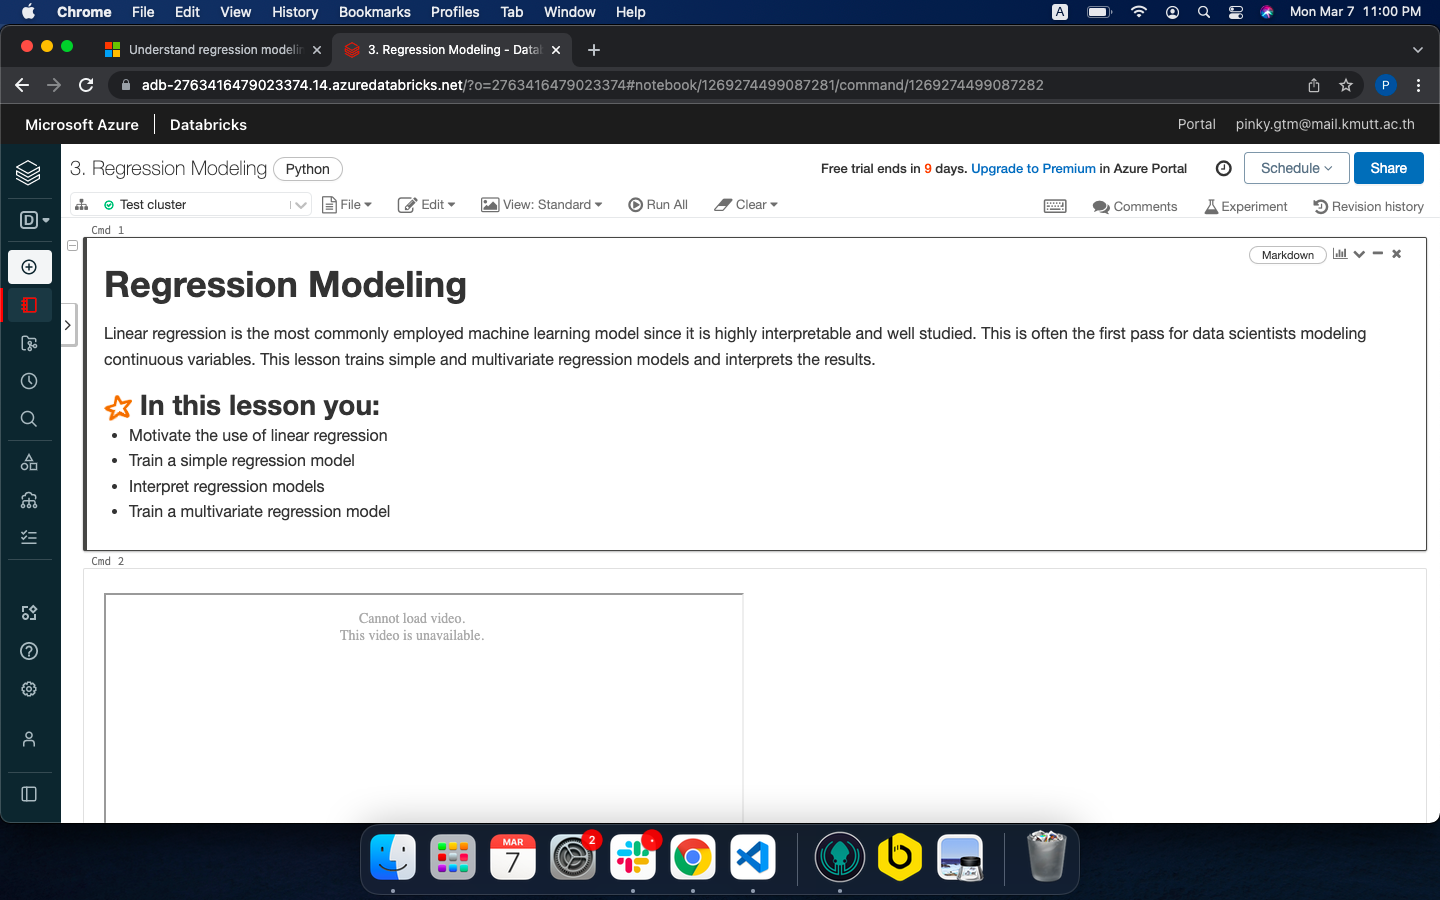 Chrome File Edit View History Bookmarks Profiles Tab Window Help A Mon Mar 7 11:00 PM
Understand regression modelin 3. Regression Modeling - Data
adb-2763416479023374.14.azuredatabricks.net/?o=2763416479023374#notebook/1269274499087281/command/1269274499087282 P
Microsoft Azure Databricks Portal pinky.gtm@mail.kmutt.ac.th
3. Regression Modeling Python Free trial ends in 9 days. Upgrade to Premium in Azure Portal Schedule Share
D Test cluster File Edit View: Standard Run All Clear Comments Experiment Revision history
Cmd 1
Markdown
Regression Modeling
Linear regression is the most commonly employed machine learning model since it is highly interpretable and well studied. This is often the first pass for data scientists modeling
continuous variables. This lesson trains simple and multivariate regression models and interprets the results.
In this lesson you:
• Motivate the use of linear regression
• Train a simple regression model
• Interpret regression models
• Train a multivariate regression model
Cmd 2
Cannot load video.
This video is unavailable.
MAR
7
2
b